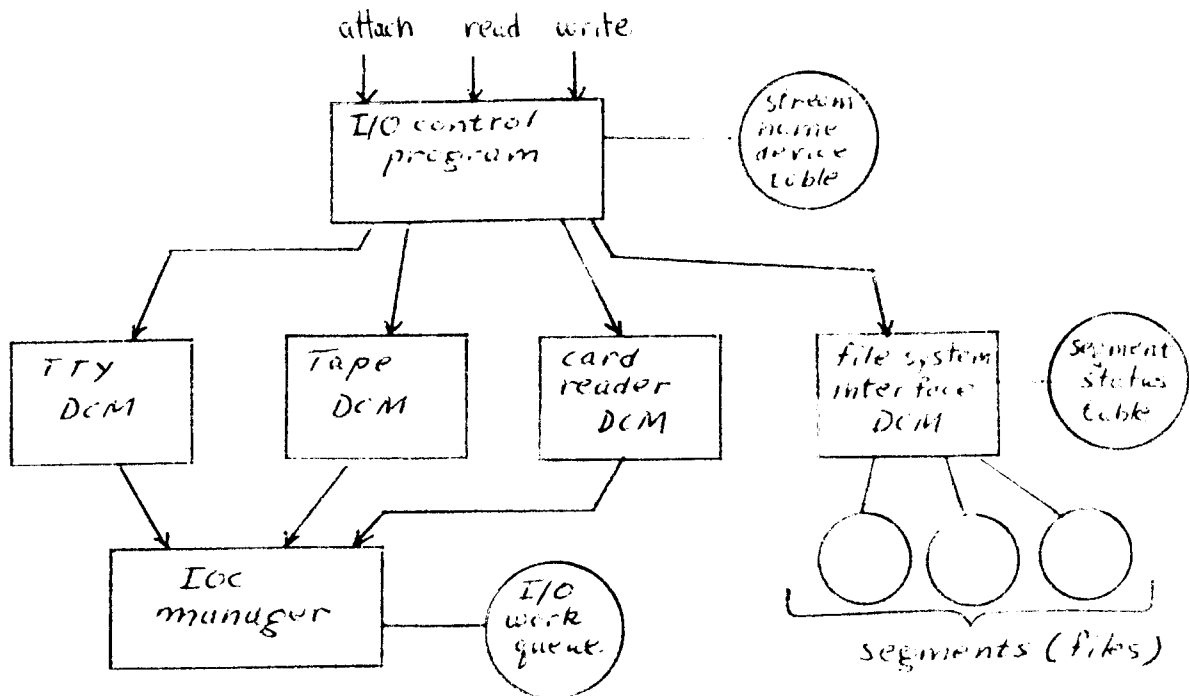 attach read write
I/O control
program
stream
name
device
table
TTY
DCM
Tape
DCM
card
reader
DCM
file system
interface
DCM
segment
status
table
IOC
manager
I/O
work
queue.
segments (files)